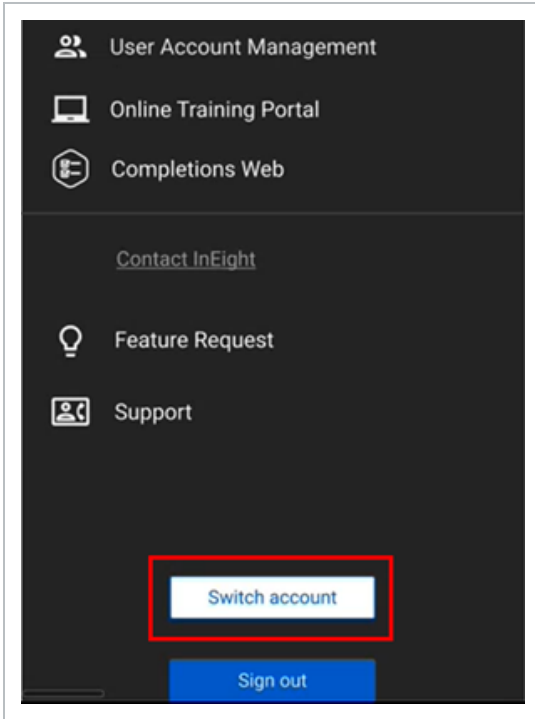 User Account Management
Online Training Portal
Completions Web
Contact InEight
Feature Request
Support
Switch account
Sign out